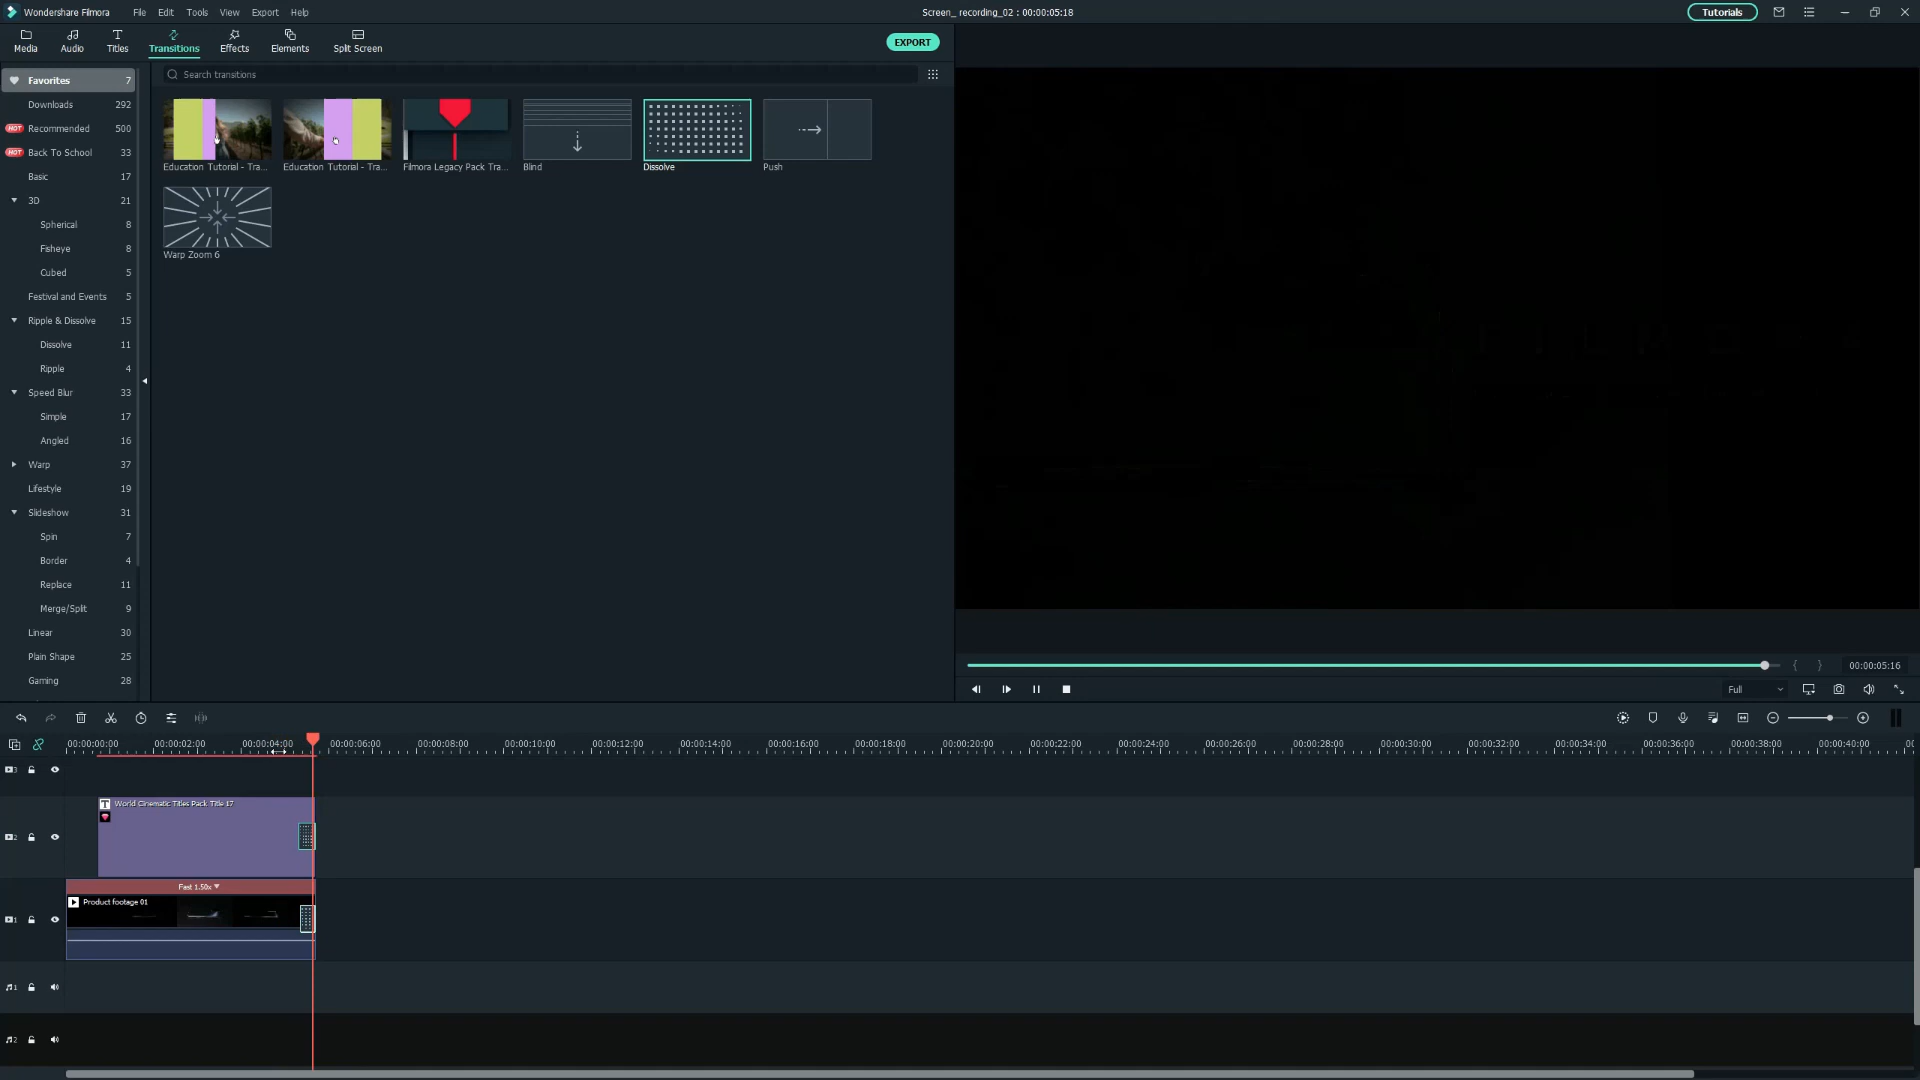 Wondershare Filmora File Edit Tools View Export Help Screen_ recording_02 : 00:00:05:18 Tutorials
Media Audio Titles Transitions Effects Elements Split Screen EXPORT
Favorites 7
Search transitions
Downloads 292
HOT Recommended 500
HOT Back To School 33
Basic 17
3D 21
Spherical 8
Fisheye 8
Cubed 5
Festival and Events 5
Ripple & Dissolve 15
Dissolve 11
Ripple 4
Speed Blur 33
Simple 17
Angled 16
Warp 37
Lifestyle 19
Slideshow 31
Spin 7
Border 4
Replace 11
Merge/Split 9
Linear 30
Plain Shape 25
Gaming 28
Education Tutorial - Tra... Education Tutorial - Tra... Filmora Legacy Pack Tra... Blind Dissolve Push
Warp Zoom 6
00:00:05:16
Full
00:00:00:00 00:00:02:00 00:00:04:00 00:00:06:00 00:00:08:00 00:00:10:00 00:00:12:00 00:00:14:00 00:00:16:00 00:00:18:00 00:00:20:00 00:00:22:00 00:00:24:00 00:00:26:00 00:00:28:00 00:00:30:00 00:00:32:00 00:00:34:00 00:00:36:00 00:00:38:00 00:00:40:00
3
T World Cinematic Titles Pack Title 17
2
Fast 1.50x
Product footage 01
1
1
2